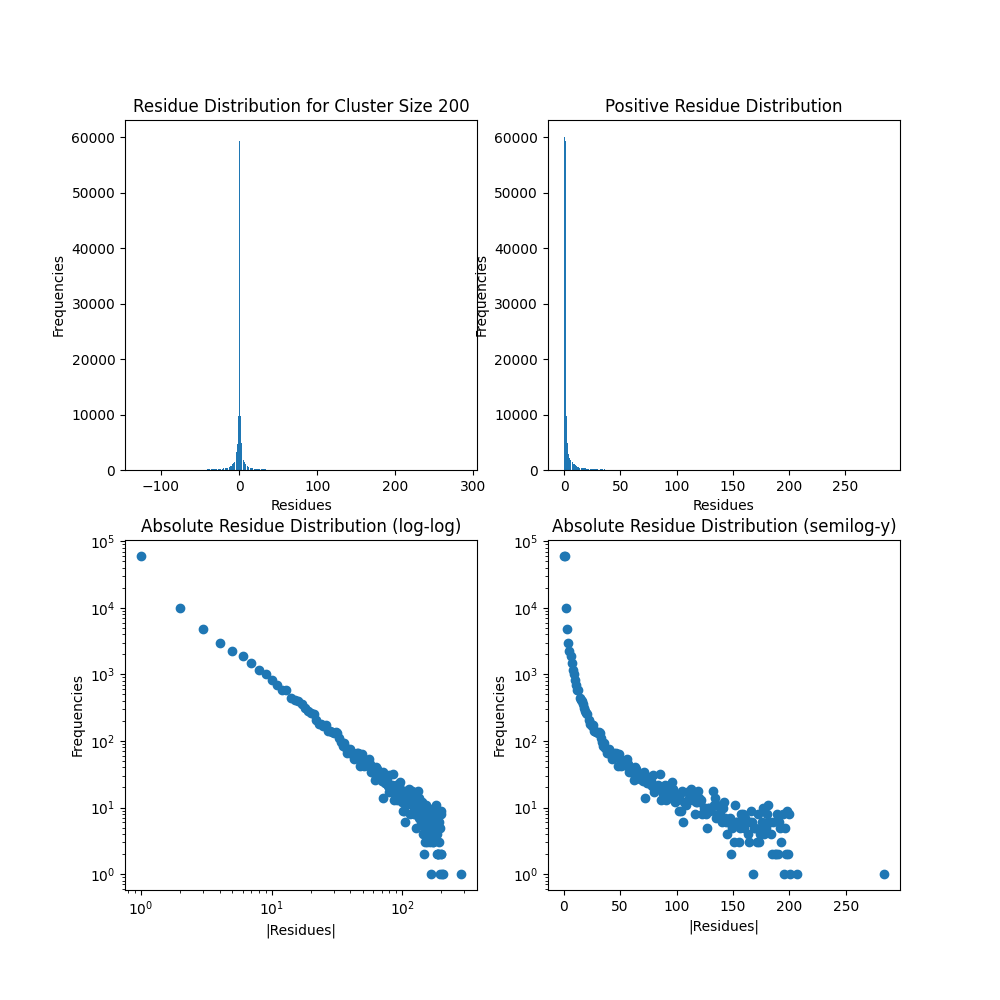 Residue Distribution for Cluster Size 200
60000
50000
40000
30000
20000
10000
0
Frequencies
−100 0 100 200 300
Residues
Positive Residue Distribution
60000
50000
40000
30000
20000
10000
0
Frequencies
0 50 100 150 200 250
Residues
Absolute Residue Distribution (log-log)
10⁵
10⁴
10³
10²
10¹
10⁰
Frequencies
10⁰ 10¹ 10²
|Residues|
Absolute Residue Distribution (semilog-y)
10⁵
10⁴
10³
10²
10¹
10⁰
Frequencies
0 50 100 150 200 250
|Residues|